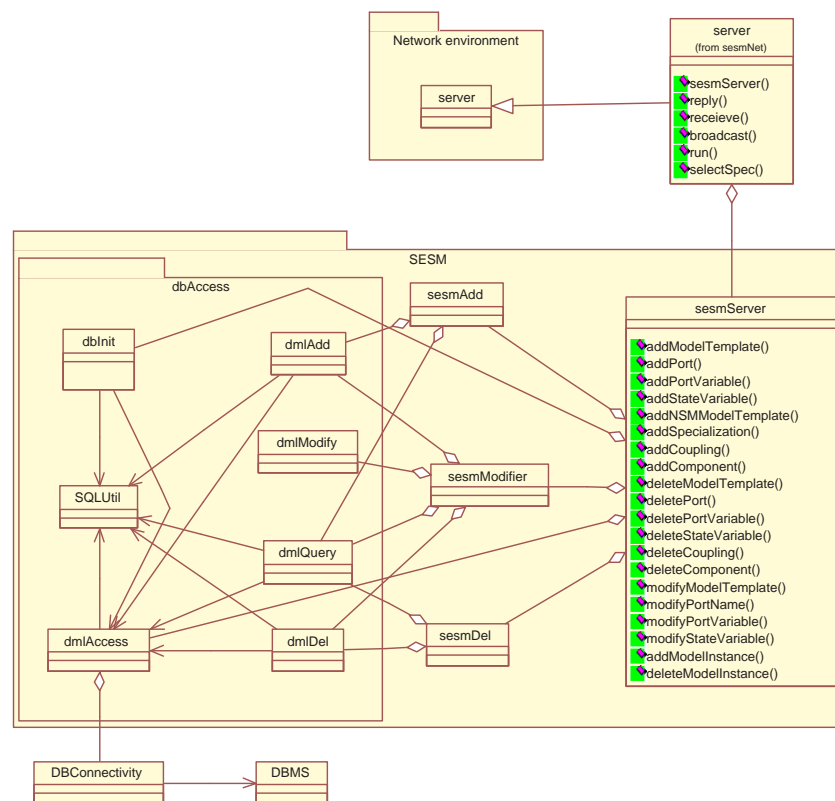 Network environment
server
server
(from sesmNet)
sesmServer()
reply()
receieve()
broadcast()
run()
selectSpec()
SESM
dbAccess
dbInit
dmlAdd
dmlModify
SQLUtil
dmlQuery
dmlAccess
dmlDel
sesmAdd
sesmModifier
sesmDel
sesmServer
addModelTemplate()
addPort()
addPortVariable()
addStateVariable()
addNSMModelTemplate()
addSpecialization()
addCoupling()
addComponent()
deleteModelTemplate()
deletePort()
deletePortVariable()
deleteStateVariable()
deleteCoupling()
deleteComponent()
modifyModelTemplate()
modifyPortName()
modifyPortVariable()
modifyStateVariable()
addModelInstance()
deleteModelInstance()
DBConnectivity
DBMS